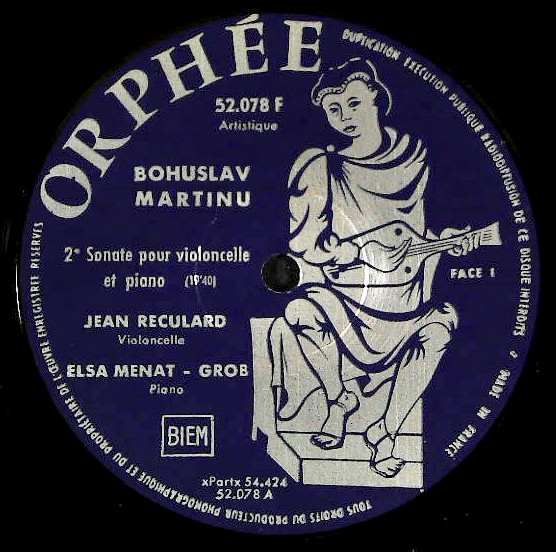 ORPHÉE
52.078 F
Artistique
BOHUSLAV
MARTINU
2e Sonate pour violoncelle
et piano (19'40)
JEAN RECULARD
Violoncelle
ELSA MENAT - GROB
Piano
FACE 1
BIEM
xPartx 54.424
52.078 A
TOUS DROITS DU PRODUCTEUR PHONOGRAPHIQUE ET DU PROPRIÉTAIRE DE L'ŒUVRE ENREGISTRÉE RÉSERVÉS
DUPLICATION EXÉCUTION PUBLIQUE RADIODIFFUSION DE CE DISQUE INTERDITS
MADE IN FRANCE